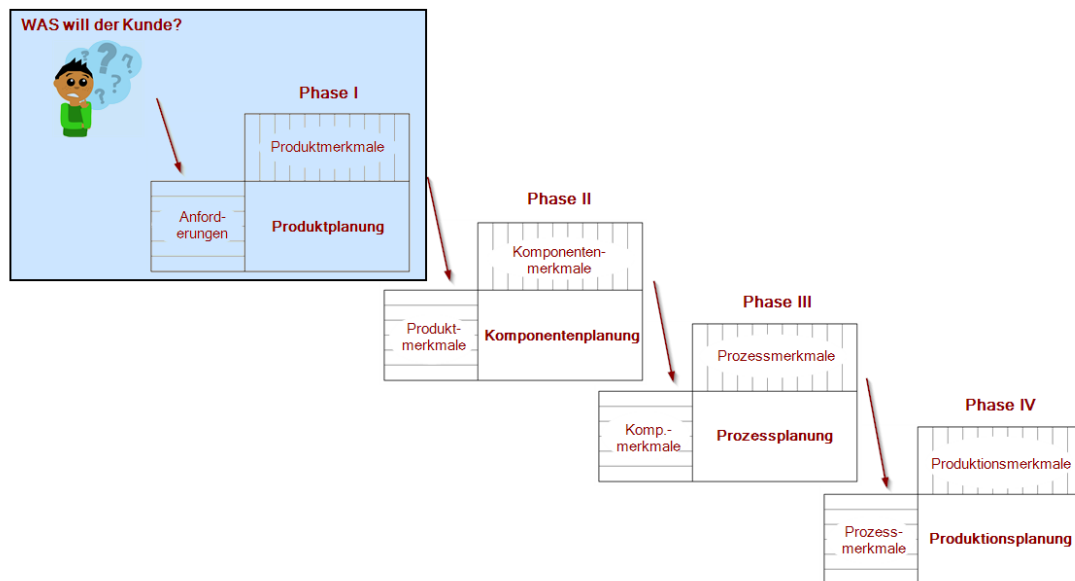 WAS will der Kunde?
? ? ? ? ?
Phase I
Produktmerkmale
Anford-
erungen
Produktplanung
Phase II
Komponenten-
merkmale
Produkt-
merkmale
Komponentenplanung
Phase III
Prozessmerkmale
Komp.-
merkmale
Prozessplanung
Phase IV
Produktionsmerkmale
Prozess-
merkmale
Produktionsplanung